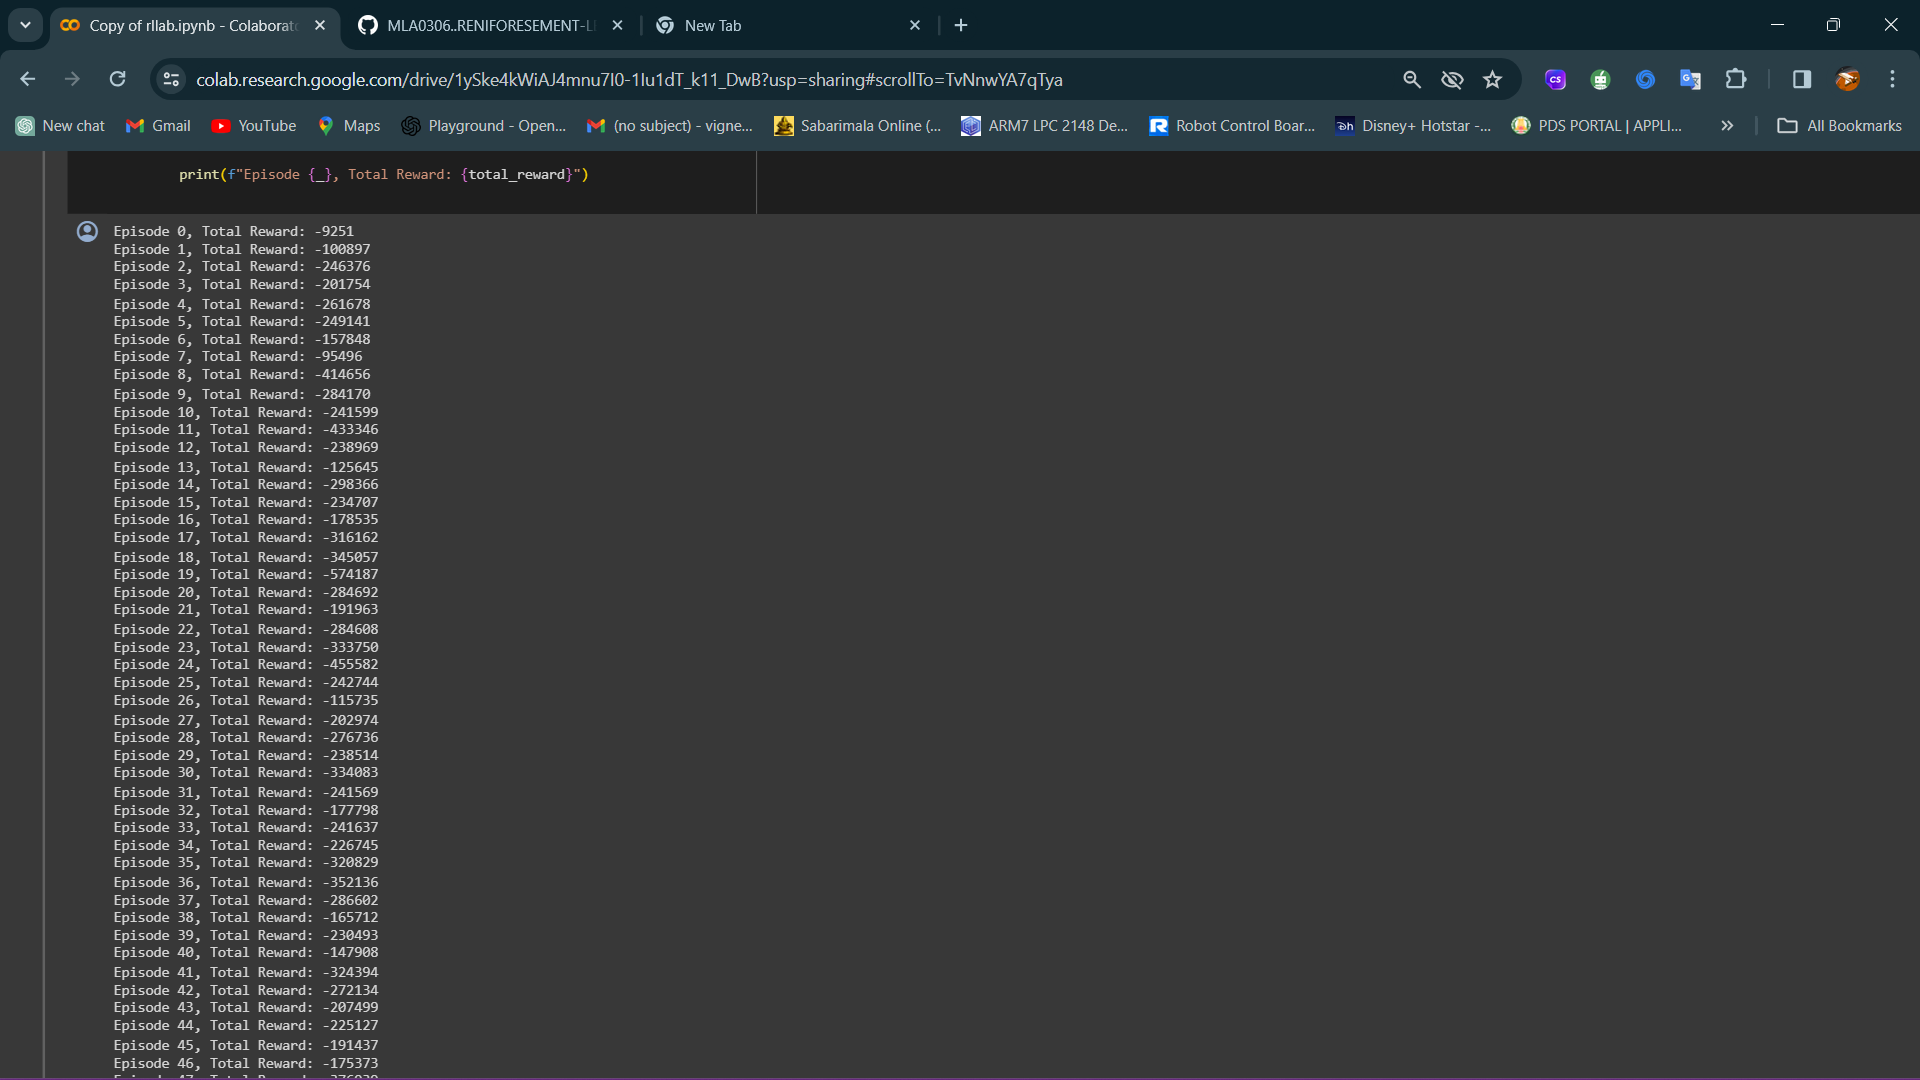 Copy of rllab.ipynb - Colaborat
MLA0306..RENIFORESEMENT-L
New Tab
colab.research.google.com/drive/1ySke4kWiAJ4mnu7I0-1Iu1dT_k11_DwB?usp=sharing#scrollTo=TvNnwYA7qTya
New chat
Gmail
YouTube
Maps
Playground - Open...
(no subject) - vigne...
Sabarimala Online (...
ARM7 LPC 2148 De...
Robot Control Boar...
Disney+ Hotstar -...
PDS PORTAL | APPLI...
All Bookmarks
print(f"Episode {_}, Total Reward: {total_reward}")
Episode 0, Total Reward: -9251
Episode 1, Total Reward: -100897
Episode 2, Total Reward: -246376
Episode 3, Total Reward: -201754
Episode 4, Total Reward: -261678
Episode 5, Total Reward: -249141
Episode 6, Total Reward: -157848
Episode 7, Total Reward: -95496
Episode 8, Total Reward: -414656
Episode 9, Total Reward: -284170
Episode 10, Total Reward: -241599
Episode 11, Total Reward: -433346
Episode 12, Total Reward: -238969
Episode 13, Total Reward: -125645
Episode 14, Total Reward: -298366
Episode 15, Total Reward: -234707
Episode 16, Total Reward: -178535
Episode 17, Total Reward: -316162
Episode 18, Total Reward: -345057
Episode 19, Total Reward: -574187
Episode 20, Total Reward: -284692
Episode 21, Total Reward: -191963
Episode 22, Total Reward: -284608
Episode 23, Total Reward: -333750
Episode 24, Total Reward: -455582
Episode 25, Total Reward: -242744
Episode 26, Total Reward: -115735
Episode 27, Total Reward: -202974
Episode 28, Total Reward: -276736
Episode 29, Total Reward: -238514
Episode 30, Total Reward: -334083
Episode 31, Total Reward: -241569
Episode 32, Total Reward: -177798
Episode 33, Total Reward: -241637
Episode 34, Total Reward: -226745
Episode 35, Total Reward: -320829
Episode 36, Total Reward: -352136
Episode 37, Total Reward: -286602
Episode 38, Total Reward: -165712
Episode 39, Total Reward: -230493
Episode 40, Total Reward: -147908
Episode 41, Total Reward: -324394
Episode 42, Total Reward: -272134
Episode 43, Total Reward: -207499
Episode 44, Total Reward: -225127
Episode 45, Total Reward: -191437
Episode 46, Total Reward: -175373